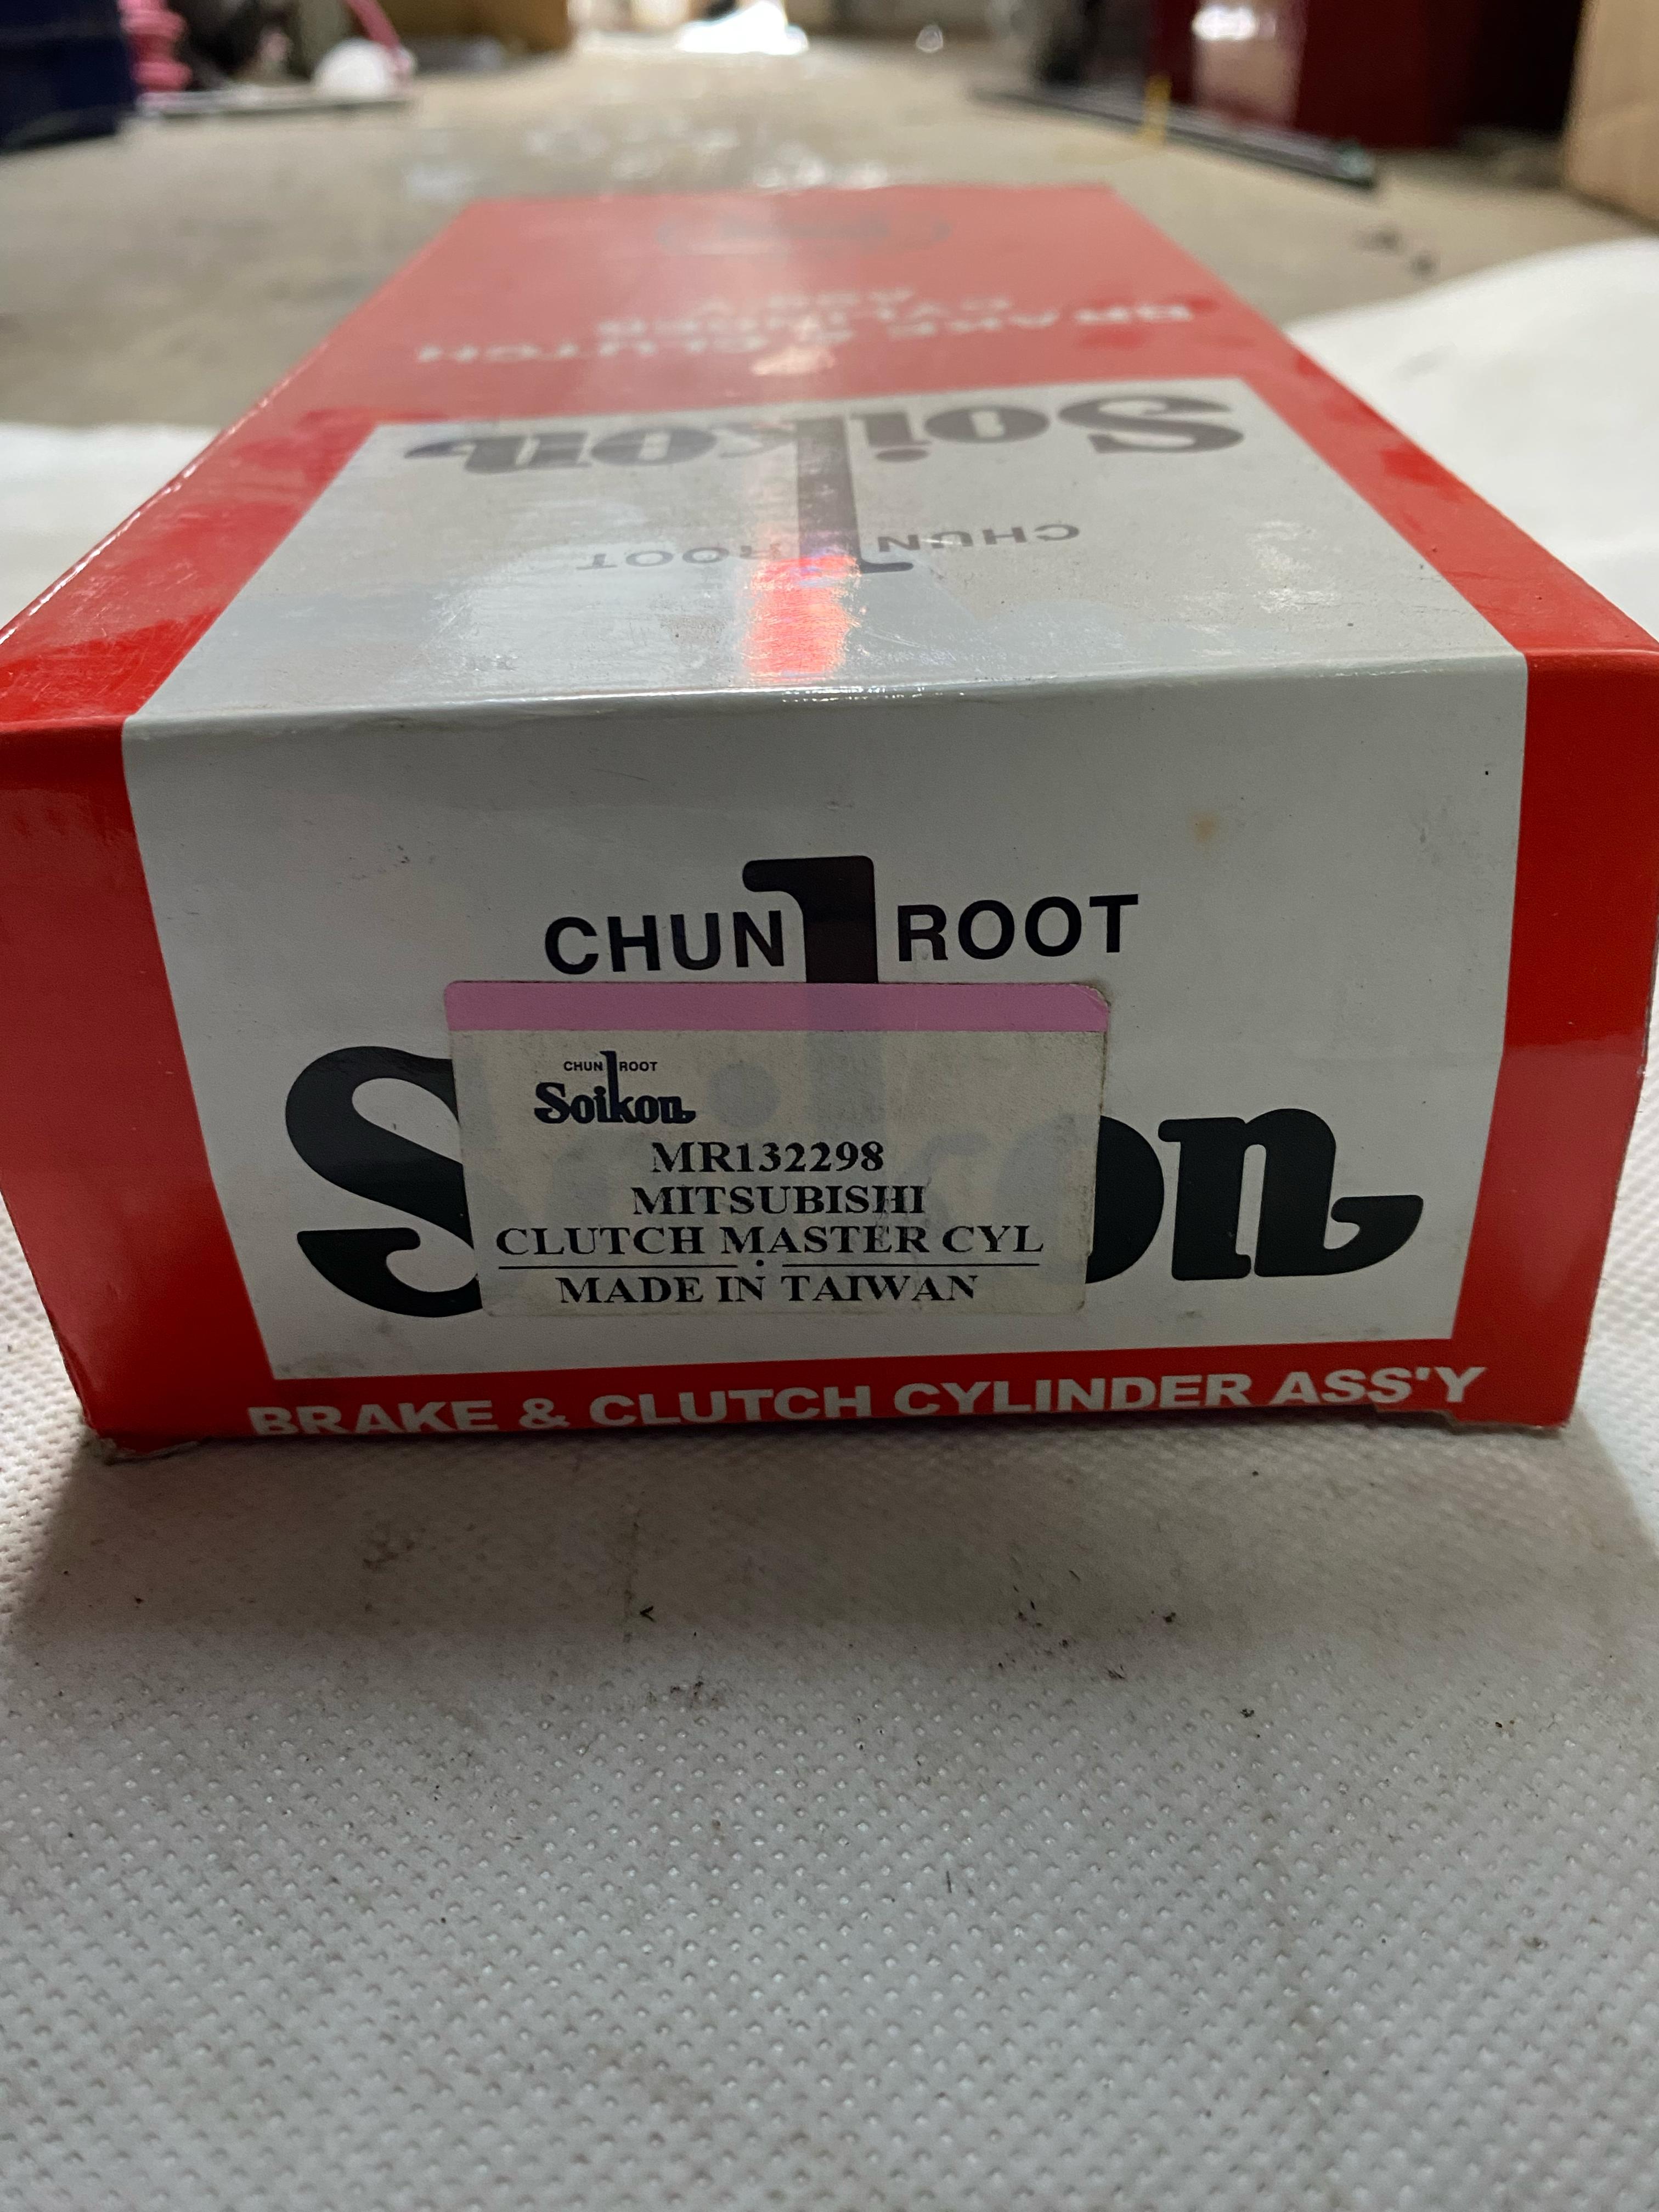 BRAKE & CLUTCH
CYLINDER
ASS'Y
Soikon
CHUN ROOT
CHUN ROOT
Soikon
CHUN ROOT
Soikon
MR132298
MITSUBISHI
CLUTCH MASTER CYL
MADE IN TAIWAN
BRAKE & CLUTCH CYLINDER ASS'Y